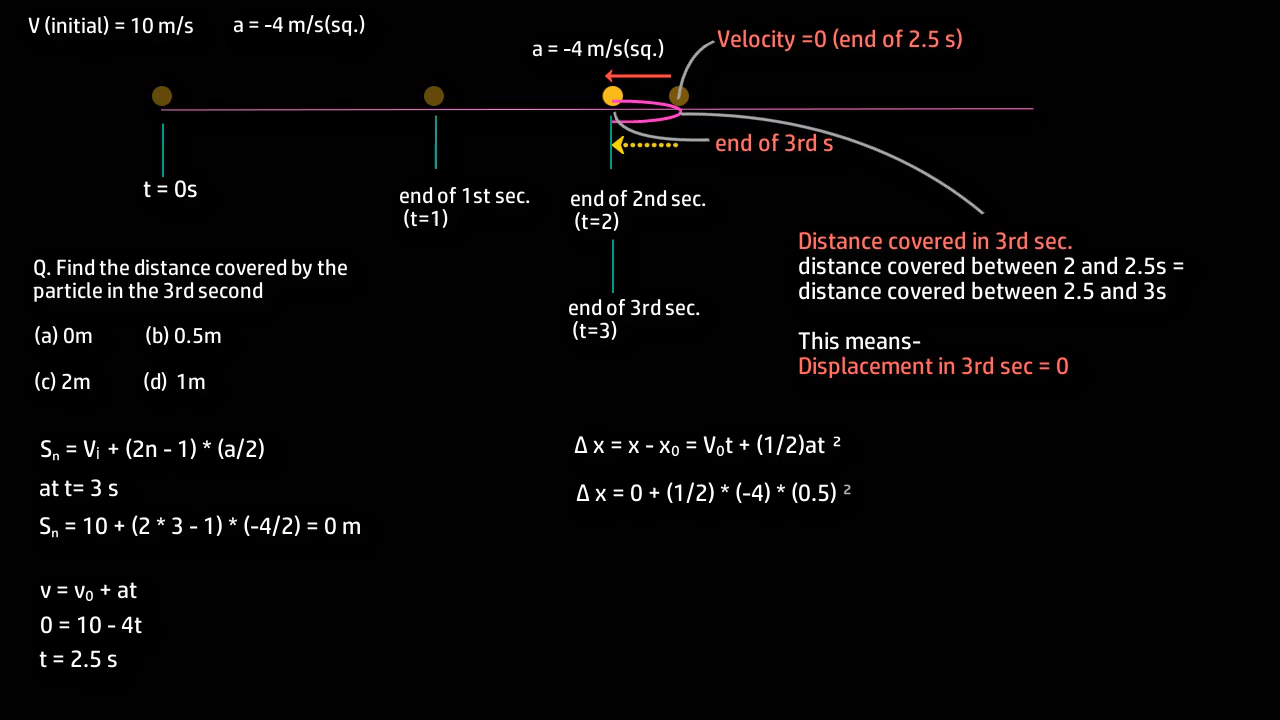 V (initial) = 10 m/s a = -4 m/s(sq.)
a = -4 m/s(sq.)
Velocity =0 (end of 2.5 s)
end of 3rd s
t = 0s
end of 1st sec.
(t=1)
end of 2nd sec.
(t=2)
end of 3rd sec.
(t=3)
Distance covered in 3rd sec.
distance covered between 2 and 2.5s =
distance covered between 2.5 and 3s
This means-
Displacement in 3rd sec = 0
Q. Find the distance covered by the
particle in the 3rd second
(a) 0m (b) 0.5m
(c) 2m (d) 1m
Sₙ = Vᵢ + (2n - 1) * (a/2)
at t= 3 s
Sₙ = 10 + (2 * 3 - 1) * (-4/2) = 0 m
v = v₀ + at
0 = 10 - 4t
t = 2.5 s
Δ x = x - x₀ = V₀t + (1/2)at ²
Δ x = 0 + (1/2) * (-4) * (0.5) ²